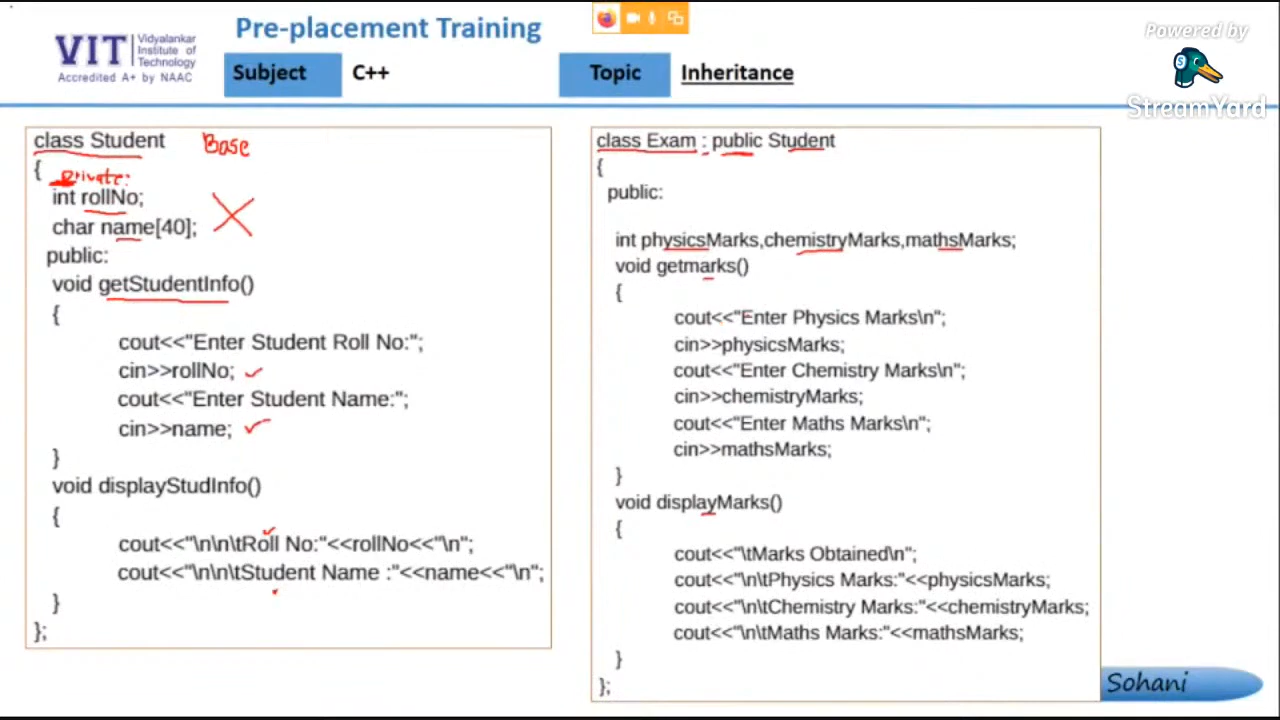 Pre-placement Training
VIT
Vidyalankar
Institute of
Technology
Accredited A+ by NAAC
Subject
C++
Topic
Inheritance
Powered by
StreamYard
class Student
Base
{
Private:
int rollNo;
char name[40];
public:
void getStudentInfo()
{
cout<<"Enter Student Roll No:";
cin>>rollNo;
cout<<"Enter Student Name:";
cin>>name;
}
void displayStudInfo()
{
cout<<"\n\n\tRoll No:"<<rollNo<<"\n";
cout<<"\n\n\tStudent Name :"<<name<<"\n";
}
};
class Exam : public Student
{
public:
int physicsMarks,chemistryMarks,mathsMarks;
void getmarks()
{
cout<<"Enter Physics Marks\n";
cin>>physicsMarks;
cout<<"Enter Chemistry Marks\n";
cin>>chemistryMarks;
cout<<"Enter Maths Marks\n";
cin>>mathsMarks;
}
void displayMarks()
{
cout<<"\tMarks Obtained\n";
cout<<"\n\tPhysics Marks:"<<physicsMarks;
cout<<"\n\tChemistry Marks:"<<chemistryMarks;
cout<<"\n\tMaths Marks:"<<mathsMarks;
}
};
Sohani